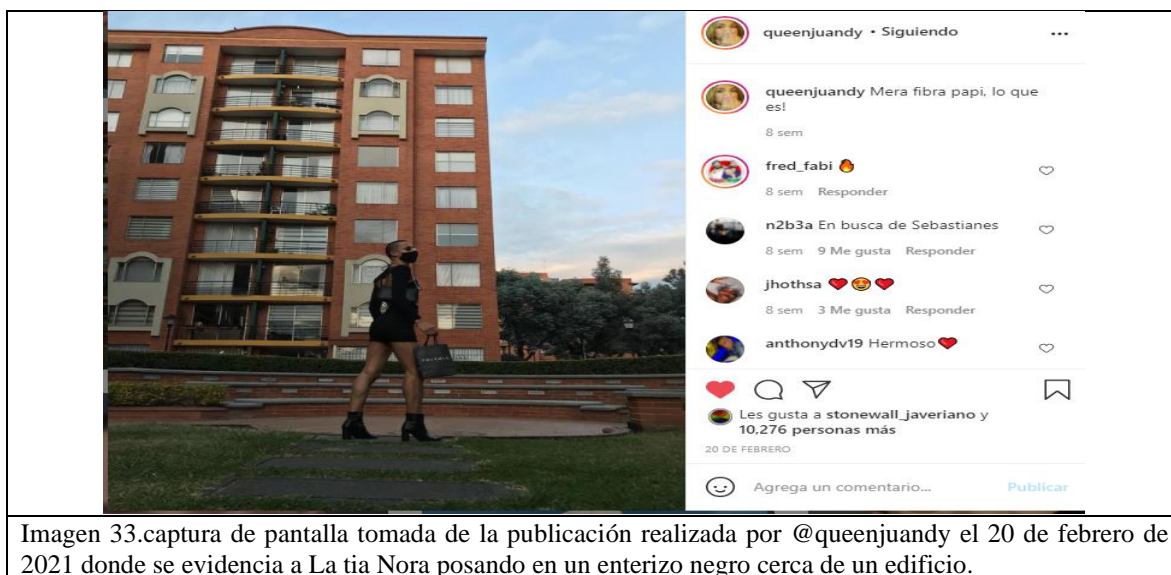 queenjuandy • Siguiendo
queenjuandy Mera fibra papi, lo que
es!
8 sem
fred_fabi 🔥
8 sem Responder
n2b3a En busca de Sebastianes
8 sem 9 Me gusta Responder
jhothsa ❤️😍❤️
8 sem 3 Me gusta Responder
anthonydv19 Hermoso❤️
Les gusta a stonewall_javeriano y
10,276 personas más
20 DE FEBRERO
Agrega un comentario... Publicar
Imagen 33.captura de pantalla tomada de la publicación realizada por @queenjuandy el 20 de febrero de
2021 donde se evidencia a La tia Nora posando en un enterizo negro cerca de un edificio.